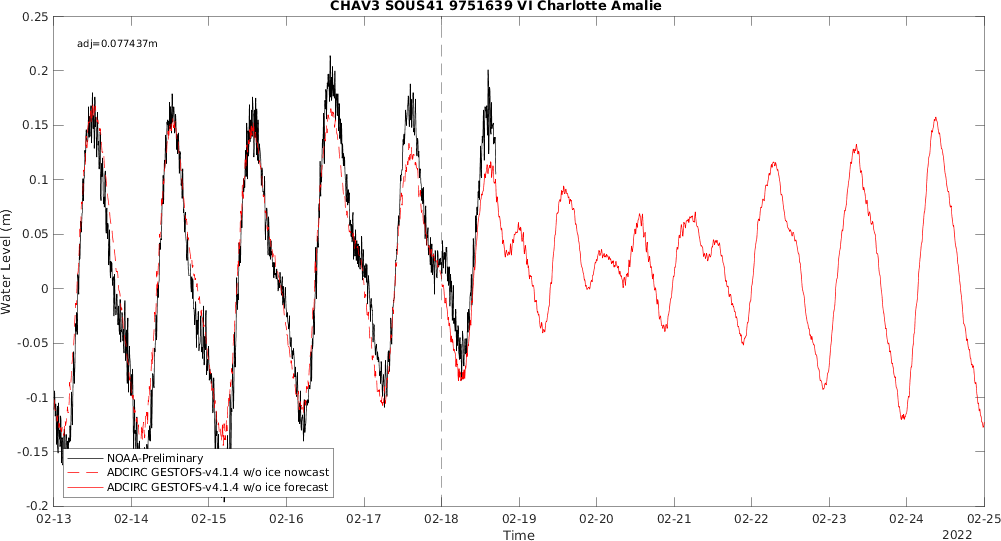 CHAV3 SOUS41 9751639 VI Charlotte Amalie
adj=0.077437m
0.25
0.2
0.15
0.1
0.05
0
-0.05
-0.1
-0.15
-0.2
Water Level (m)
NOAA-Preliminary
ADCIRC GESTOFS-v4.1.4 w/o ice nowcast
ADCIRC GESTOFS-v4.1.4 w/o ice forecast
02-13 02-14 02-15 02-16 02-17 02-18 02-19 02-20 02-21 02-22 02-23 02-24 02-25
Time
2022